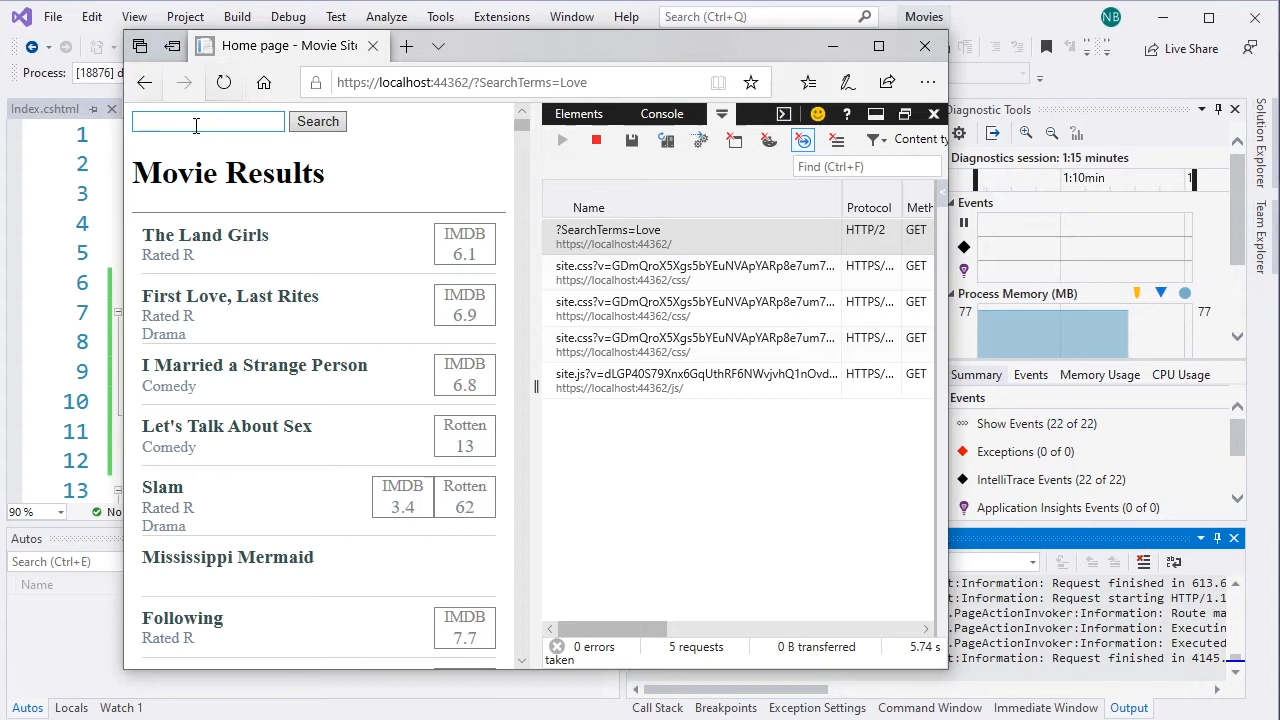 File Edit View Project Build Debug Test Analyze Tools Extensions Window Help Search (Ctrl+Q) Movies NB
Live Share
Process: [18876] d
Home page - Movie Site
https://localhost:44362/?SearchTerms=Love
Index.cshtml
1
2
3
4
5
6
7
8
9
10
11
12
13
90 %
No
Search
Movie Results
The Land Girls
Rated R
IMDB
6.1
First Love, Last Rites
Rated R
Drama
IMDB
6.9
I Married a Strange Person
Comedy
IMDB
6.8
Let's Talk About Sex
Comedy
Rotten
13
Slam
Rated R
Drama
IMDB
3.4
Rotten
62
Mississippi Mermaid
Following
Rated R
IMDB
7.7
Elements Console
Content ty
Find (Ctrl+F)
Name Protocol Meth
?SearchTerms=Love HTTP/2 GET
https://localhost:44362/
site.css?v=GDmQroX5Xgs5bYEuNVApYARp8e7um7... HTTPS/... GET
https://localhost:44362/css/
site.css?v=GDmQroX5Xgs5bYEuNVApYARp8e7um7... HTTPS/... GET
https://localhost:44362/css/
site.css?v=GDmQroX5Xgs5bYEuNVApYARp8e7um7... HTTPS/... GET
https://localhost:44362/css/
site.js?v=dLGP40S79Xnx6GqUthRF6NWvjvhQ1nOvd... HTTPS/... GET
https://localhost:44362/js/
0 errors 5 requests 0 B transferred 5.74 s
taken
Diagnostic Tools
Diagnostics session: 1:15 minutes
1:10min 1
Events
Process Memory (MB)
77 77
Summary Events Memory Usage CPU Usage
Events
Show Events (22 of 22)
Exceptions (0 of 0)
IntelliTrace Events (22 of 22)
Application Insights Events (0 of 0)
Solution Explorer
Team Explorer
Autos
Search (Ctrl+E)
Name
t:Information: Request finished in 613.6
t:Information: Request starting HTTP/1.1
.PageActionInvoker:Information: Route ma
.PageActionInvoker:Information: Executin
.PageActionInvoker:Information: Executed
t:Information: Request finished in 4145.
Autos Locals Watch 1
Call Stack Breakpoints Exception Settings Command Window Immediate Window Output